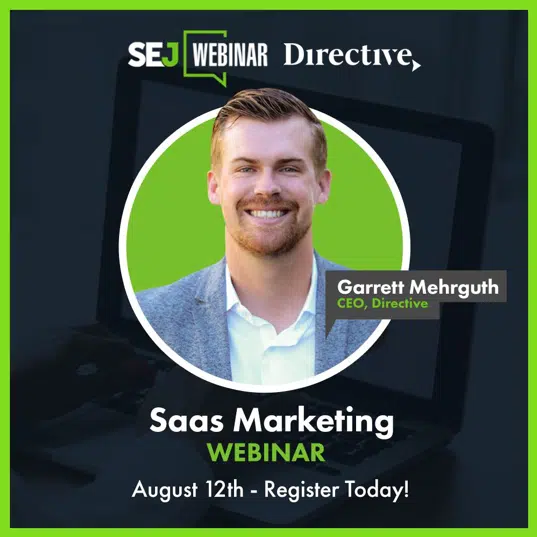 SEJ WEBINAR Directive
Garrett Mehrguth
CEO, Directive
Saas Marketing
WEBINAR
August 12th - Register Today!